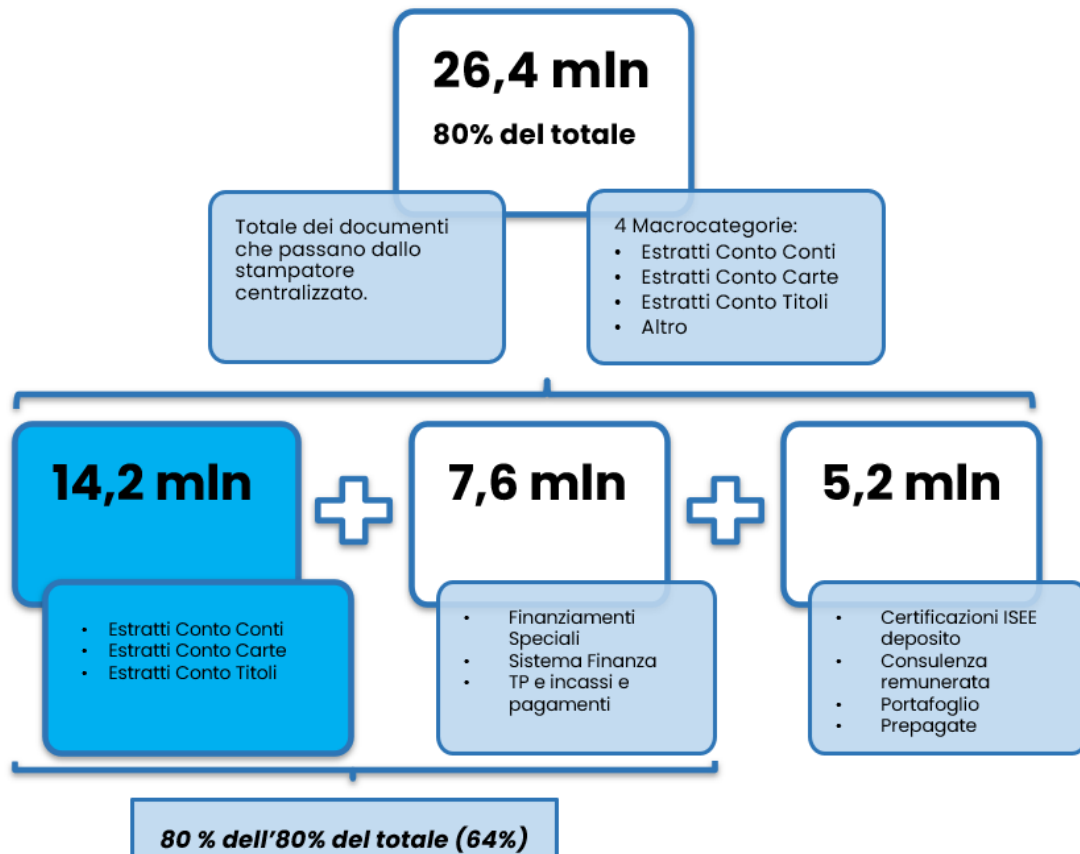 26,4 mln
80% del totale
Totale dei documenti
che passano dallo
stampatore
centralizzato.
4 Macrocategorie:
• Estratti Conto Conti
• Estratti Conto Carte
• Estratti Conto Titoli
• Altro
14,2 mln
• Estratti Conto Conti
• Estratti Conto Carte
• Estratti Conto Titoli
7,6 mln
• Finanziamenti
Speciali
• Sistema Finanza
• TP e incassi e
pagamenti
5,2 mln
• Certificazioni ISEE
deposito
• Consulenza
remunerata
• Portafoglio
• Prepagate
80 % dell'80% del totale (64%)